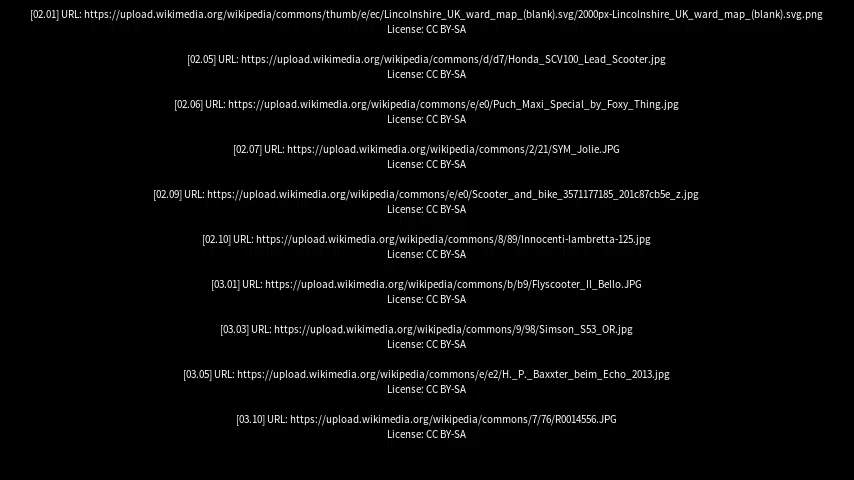 [02.01] URL: https://upload.wikimedia.org/wikipedia/commons/thumb/e/ec/Lincolnshire_UK_ward_map_(blank).svg/2000px-Lincolnshire_UK_ward_map_(blank).svg.png
License: CC BY-SA
[02.05] URL: https://upload.wikimedia.org/wikipedia/commons/d/d7/Honda_SCV100_Lead_Scooter.jpg
License: CC BY-SA
[02.06] URL: https://upload.wikimedia.org/wikipedia/commons/e/e0/Puch_Maxi_Special_by_Foxy_Thing.jpg
License: CC BY-SA
[02.07] URL: https://upload.wikimedia.org/wikipedia/commons/2/21/SYM_Jolie.JPG
License: CC BY-SA
[02.09] URL: https://upload.wikimedia.org/wikipedia/commons/e/e0/Scooter_and_bike_3571177185_201c87cb5e_z.jpg
License: CC BY-SA
[02.10] URL: https://upload.wikimedia.org/wikipedia/commons/8/89/Innocenti-lambretta-125.jpg
License: CC BY-SA
[03.01] URL: https://upload.wikimedia.org/wikipedia/commons/b/b9/Flyscooter_II_Bello.JPG
License: CC BY-SA
[03.03] URL: https://upload.wikimedia.org/wikipedia/commons/9/98/Simson_S53_OR.jpg
License: CC BY-SA
[03.05] URL: https://upload.wikimedia.org/wikipedia/commons/e/e2/H._P._Baxxter_beim_Echo_2013.jpg
License: CC BY-SA
[03.10] URL: https://upload.wikimedia.org/wikipedia/commons/7/76/R0014556.JPG
License: CC BY-SA